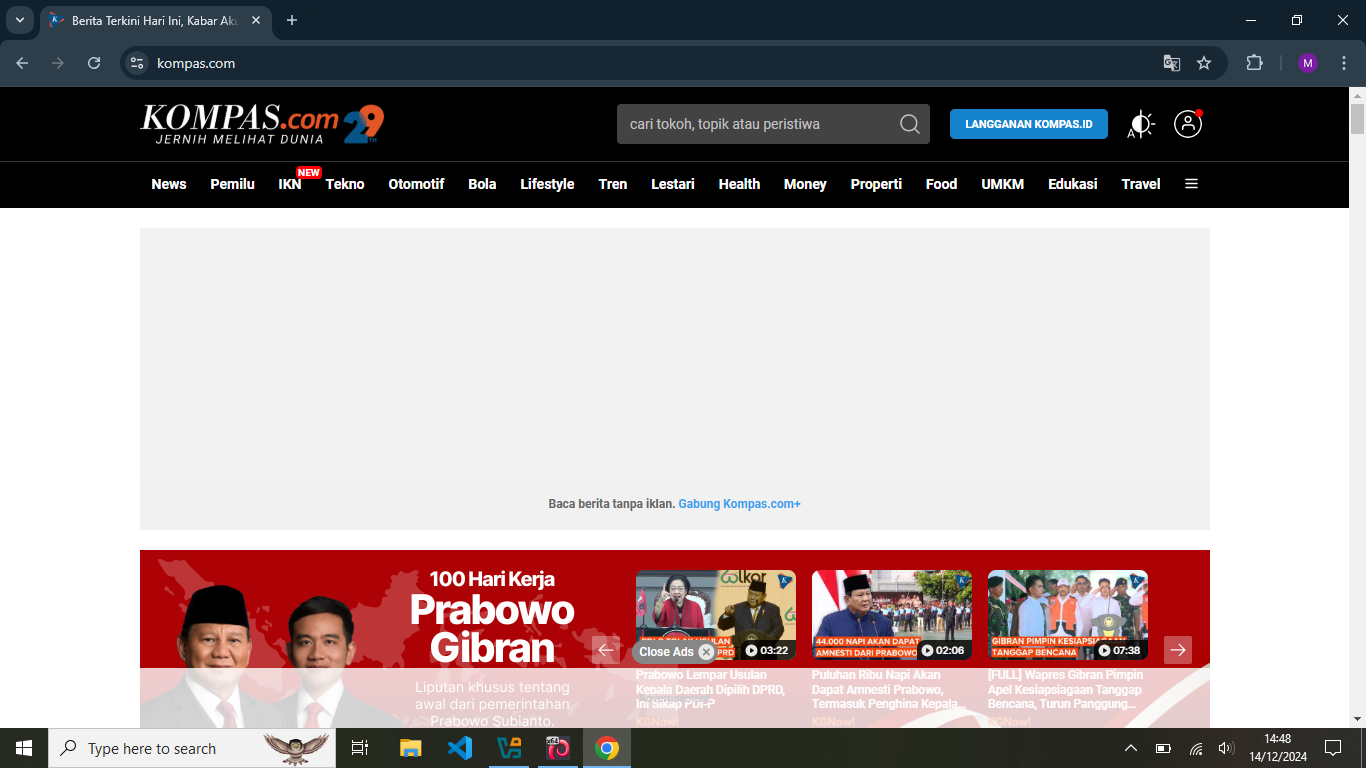 Berita Terkini Hari Ini, Kabar Aku
kompas.com
M
KOMPAS.com 29TH
JERNIH MELIHAT DUNIA
cari tokoh, topik atau peristiwa
LANGGANAN KOMPAS.ID
A
News Pemilu IKN NEW Tekno Otomotif Bola Lifestyle Tren Lestari Health Money Properti Food UMKM Edukasi Travel
Baca berita tanpa iklan. Gabung Kompas.com+
100 Hari Kerja
Prabowo
Gibran
Liputan khusus tentang
awal dari pemerintahan
Prabowo Subianto.
Close Ads
03:22
Prabowo Lempar Usulan
Kepala Daerah Dipilih DPRD,
Ini Sikap PDI-P
KGNow!
44.000 NAPI AKAN DAPAT
AMNESTI DARI PRABOWO
02:06
Puluhan Ribu Napi Akan
Dapat Amnesti Prabowo,
Termasuk Penghina Kepala...
KGNow!
GIBRAN PIMPIN KESIAPSIAGAAN
TANGGAP BENCANA
07:38
[FULL] Wapres Gibran Pimpin
Apel Kesiapsiagaan Tanggap
Bencana, Turun Panggung...
KGNow!
Type here to search
x64
14:48
14/12/2024